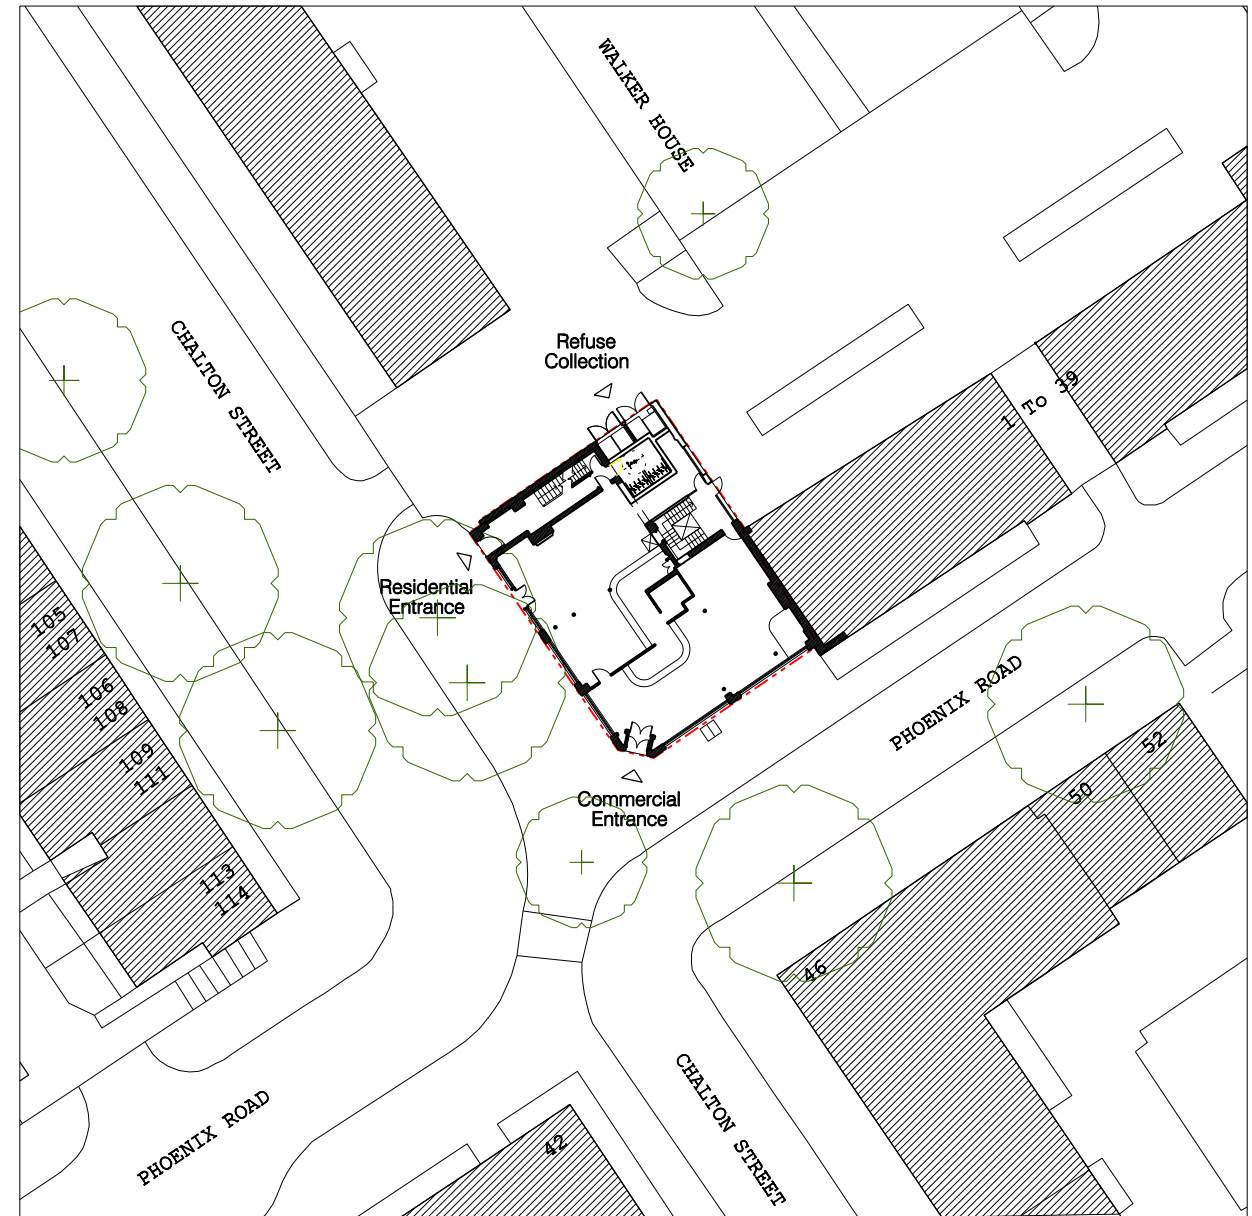 WALKER HOUSE
CHALTON STREET
Refuse
Collection
1 To 39
Residential
Entrance
105
107
106
108
109
111
113
114
PHOENIX ROAD
52
50
Commercial
Entrance
46
CHALTON STREET
PHOENIX ROAD
42